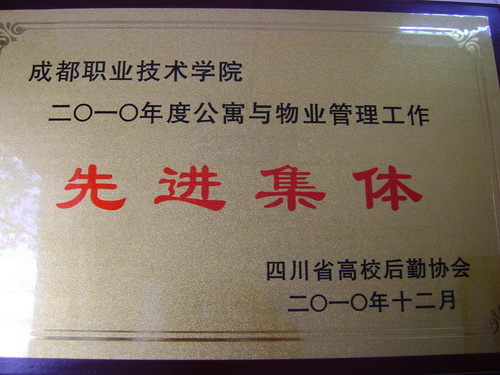 成都职业技术学院
二〇一〇年度公寓与物业管理工作
先进集体
四川省高校后勤协会
二〇一〇年十二月